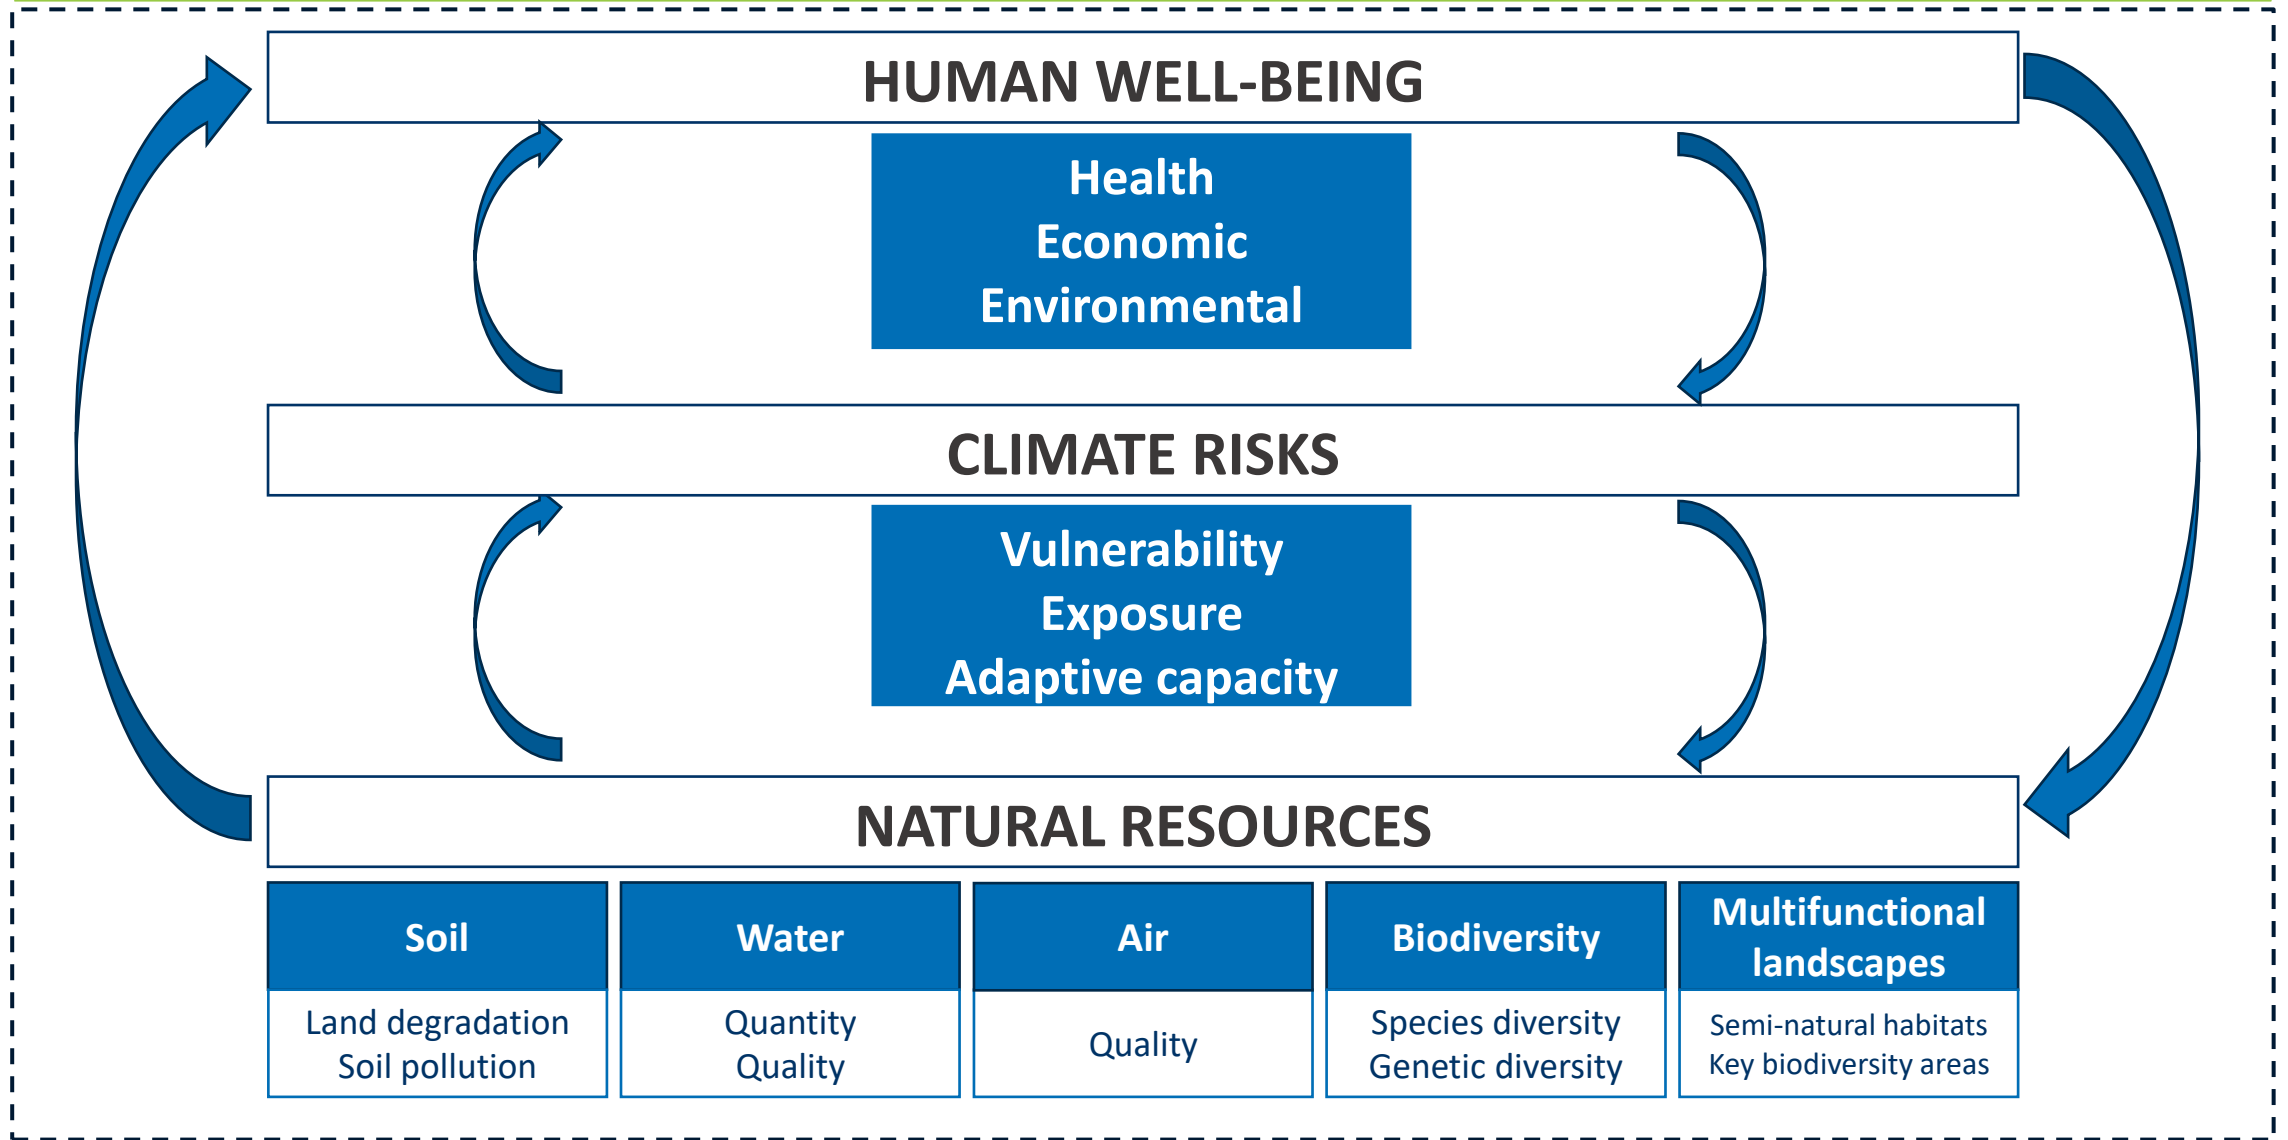 HUMAN WELL-BEING
Health
Economic
Environmental
CLIMATE RISKS
Vulnerability
Exposure
Adaptive capacity
NATURAL RESOURCES
Soil
Land degradation
Soil pollution
Water
Quantity
Quality
Air
Quality
Biodiversity
Species diversity
Genetic diversity
Multifunctional
landscapes
Semi-natural habitats
Key biodiversity areas